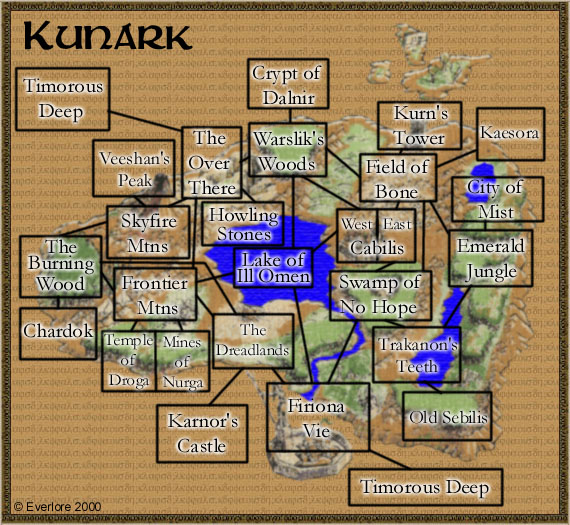 Kunark
Timorous
Deep
Crypt of
Dalnir
The
Over
There
Warslik's
Woods
Kurn's
Tower
Kaesora
Veeshan's
Peak
Field of
Bone
City of
Mist
Skyfire
Mtns
Howling
Stones
West East
Cabilis
Emerald
Jungle
The
Burning
Wood
Lake of
Ill Omen
Frontier
Mtns
Swamp of
No Hope
Chardok
Temple
of
Droga
Mines
of
Nurga
The
Dreadlands
Trakanon's
Teeth
Karnor's
Castle
Firiona
Vie
Old Sebilis
Timorous Deep
© Everlore 2000